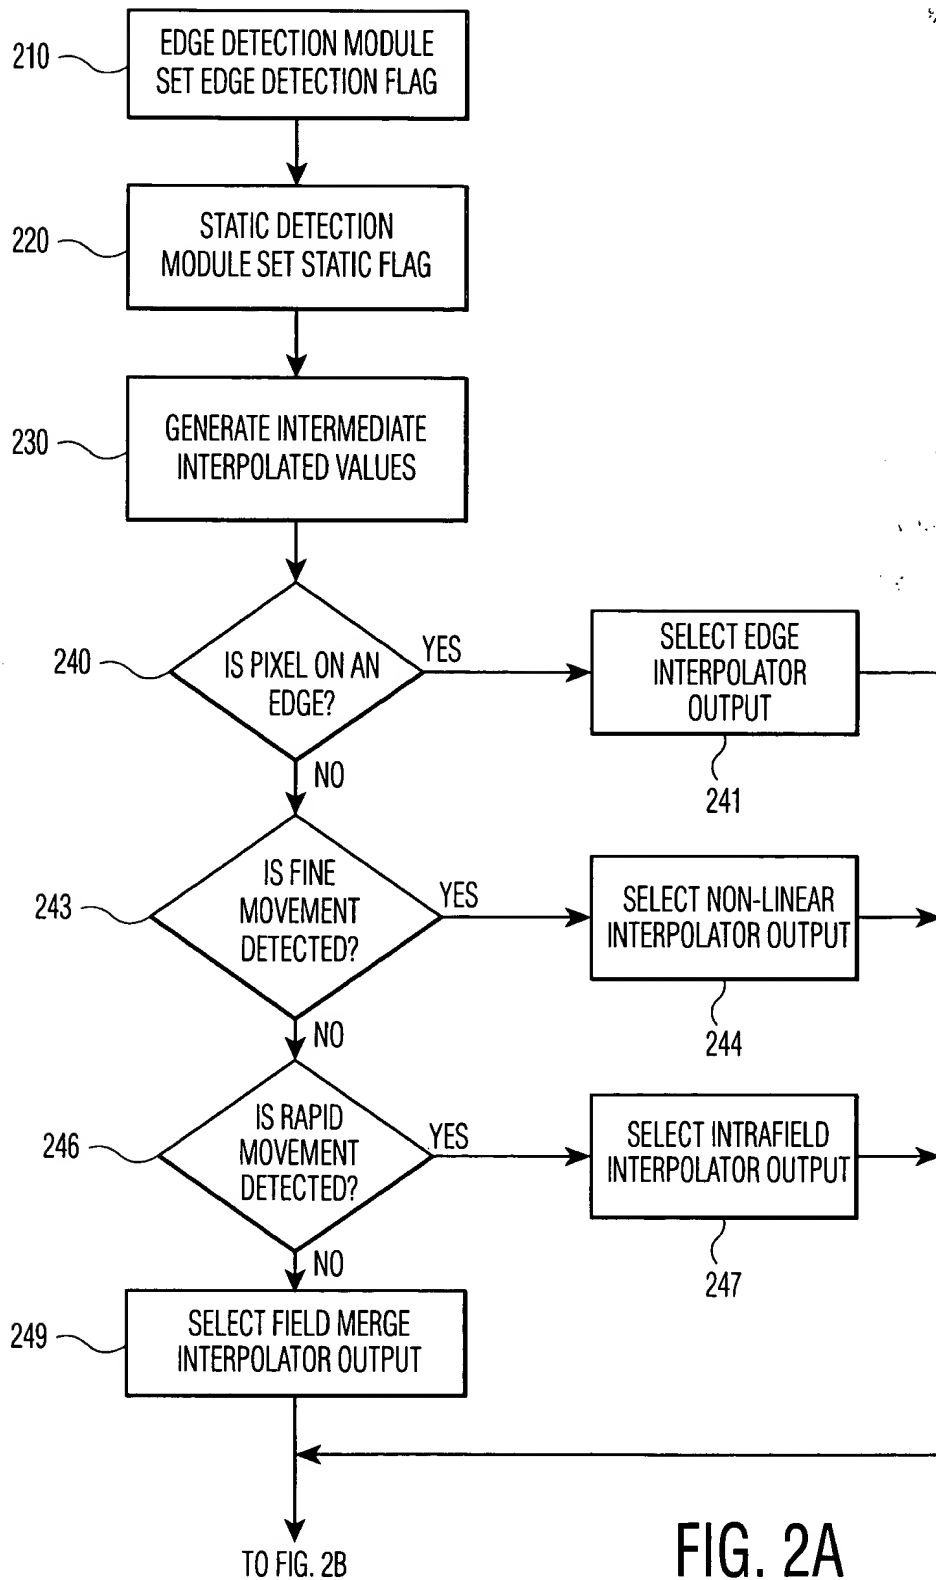 210
EDGE DETECTION MODULE
SET EDGE DETECTION FLAG
220
STATIC DETECTION
MODULE SET STATIC FLAG
230
GENERATE INTERMEDIATE
INTERPOLATED VALUES
240
IS PIXEL ON AN
EDGE?
YES
SELECT EDGE
INTERPOLATOR
OUTPUT
241
NO
243
IS FINE
MOVEMENT
DETECTED?
YES
SELECT NON-LINEAR
INTERPOLATOR OUTPUT
244
NO
246
IS RAPID
MOVEMENT
DETECTED?
YES
SELECT INTRAFIELD
INTERPOLATOR OUTPUT
247
NO
249
SELECT FIELD MERGE
INTERPOLATOR OUTPUT
TO FIG. 2B
FIG. 2A